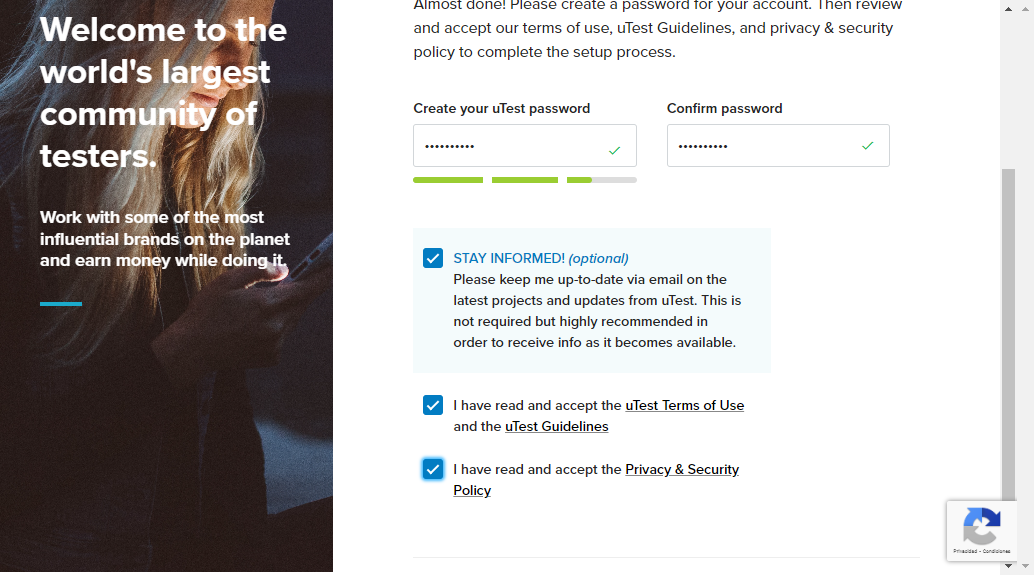 Welcome to the
world's largest
community of
testers.
Work with some of the most
influential brands on the planet
and earn money while doing it.
Almost done! Please create a password for your account. Then review
and accept our terms of use, uTest Guidelines, and privacy & security
policy to complete the setup process.
Create your uTest password
Confirm password
STAY INFORMED! (optional)
Please keep me up-to-date via email on the
latest projects and updates from uTest. This is
not required but highly recommended in
order to receive info as it becomes available.
I have read and accept the uTest Terms of Use
and the uTest Guidelines
I have read and accept the Privacy & Security
Policy
Privacidad - Condiciones